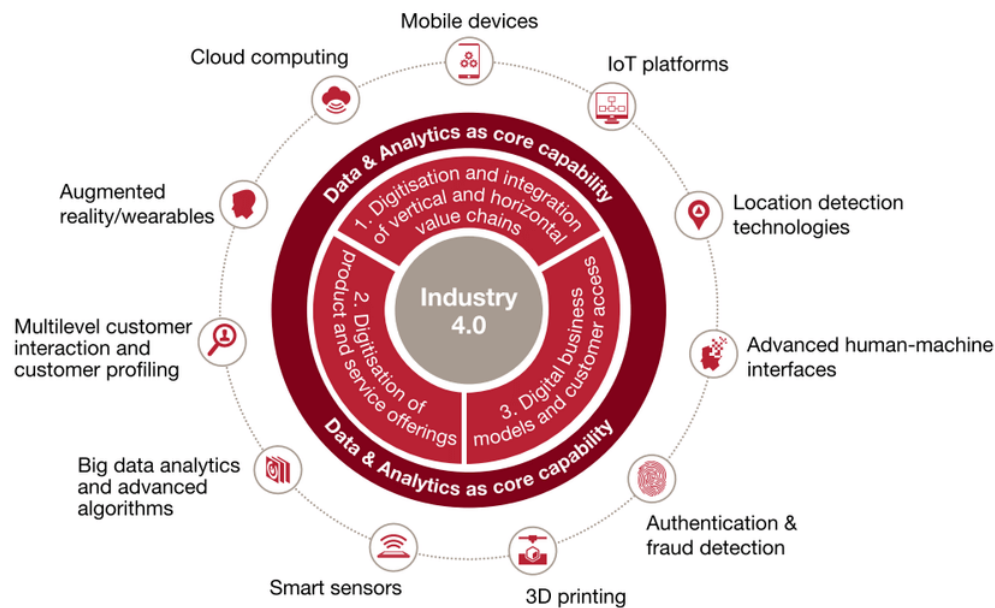 Mobile devices
Cloud computing
IoT platforms
Data & Analytics as core capability
1. Digitisation and integration
of vertical and horizontal
value chains
Augmented
reality/wearables
Location detection
technologies
Industry
4.0
2. Digitisation of
product and service offerings
3. Digital business
models and customer access
Multilevel customer
interaction and
customer profiling
Advanced human-machine
interfaces
Data & Analytics as core capability
Big data analytics
and advanced
algorithms
Authentication &
fraud detection
Smart sensors
3D printing